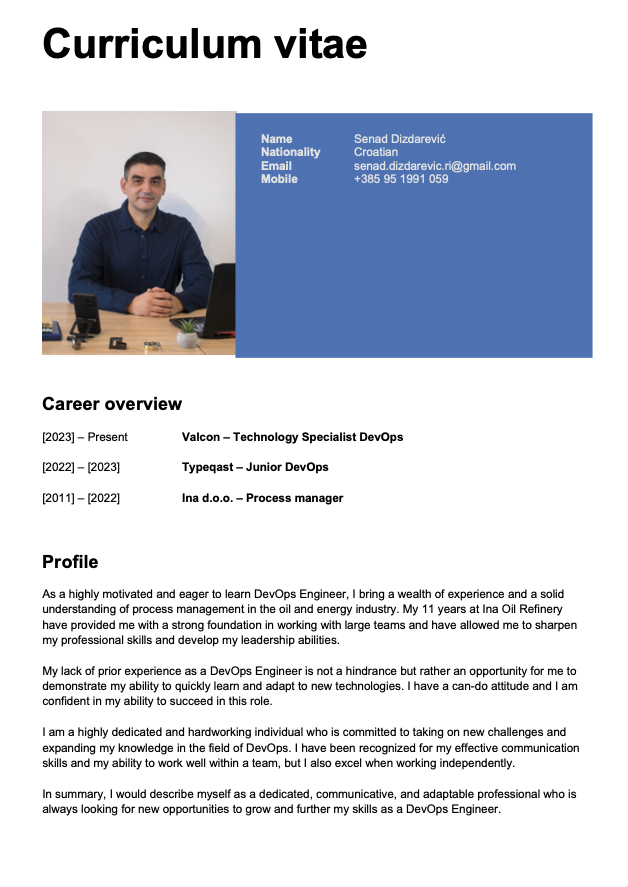 Curriculum vitae
Name Senad Dizdarević
Nationality Croatian
Email senad.dizdarevic.ri@gmail.com
Mobile +385 95 1991 059
Career overview
[2023] – Present Valcon – Technology Specialist DevOps
[2022] – [2023] Typeqast – Junior DevOps
[2011] – [2022] Ina d.o.o. – Process manager
Profile
As a highly motivated and eager to learn DevOps Engineer, I bring a wealth of experience and a solid
understanding of process management in the oil and energy industry. My 11 years at Ina Oil Refinery
have provided me with a strong foundation in working with large teams and have allowed me to sharpen
my professional skills and develop my leadership abilities.
My lack of prior experience as a DevOps Engineer is not a hindrance but rather an opportunity for me to
demonstrate my ability to quickly learn and adapt to new technologies. I have a can-do attitude and I am
confident in my ability to succeed in this role.
I am a highly dedicated and hardworking individual who is committed to taking on new challenges and
expanding my knowledge in the field of DevOps. I have been recognized for my effective communication
skills and my ability to work well within a team, but I also excel when working independently.
In summary, I would describe myself as a dedicated, communicative, and adaptable professional who is
always looking for new opportunities to grow and further my skills as a DevOps Engineer.